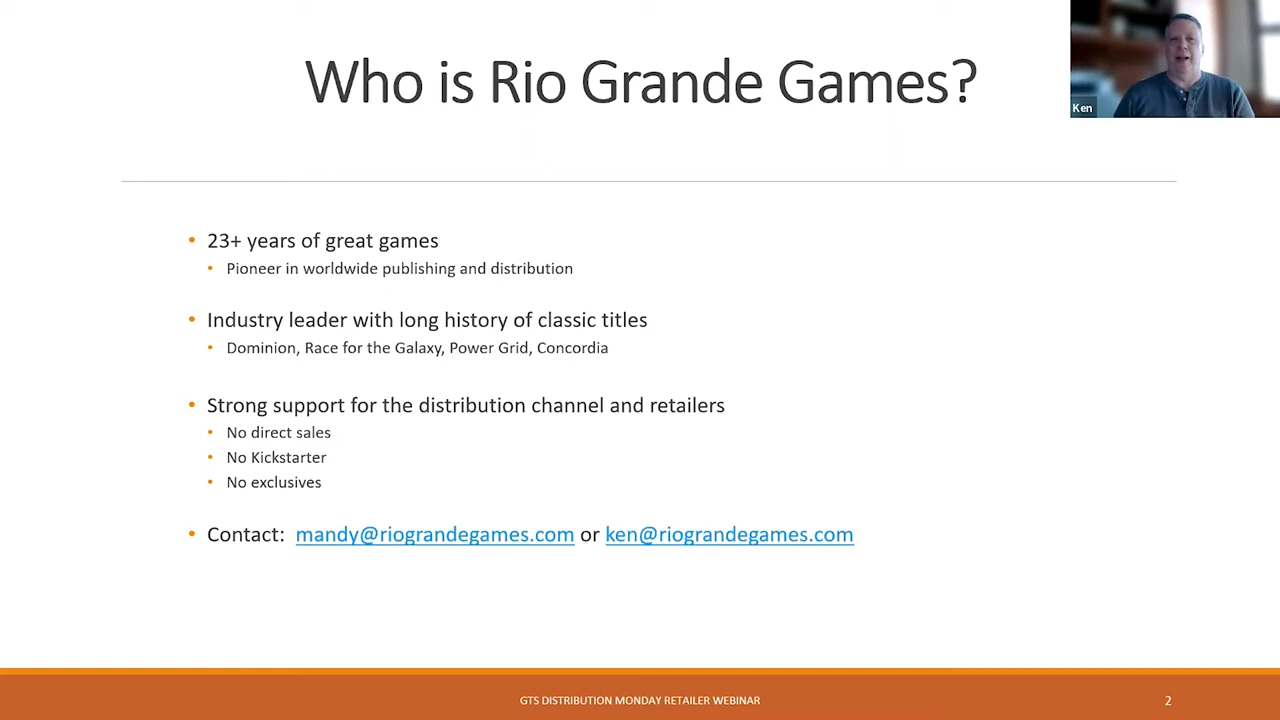 Who is Rio Grande Games?
Ken
• 23+ years of great games
• Pioneer in worldwide publishing and distribution
• Industry leader with long history of classic titles
• Dominion, Race for the Galaxy, Power Grid, Concordia
• Strong support for the distribution channel and retailers
• No direct sales
• No Kickstarter
• No exclusives
• Contact: mandy@riograndegames.com or ken@riograndegames.com
GTS DISTRIBUTION MONDAY RETAILER WEBINAR
2